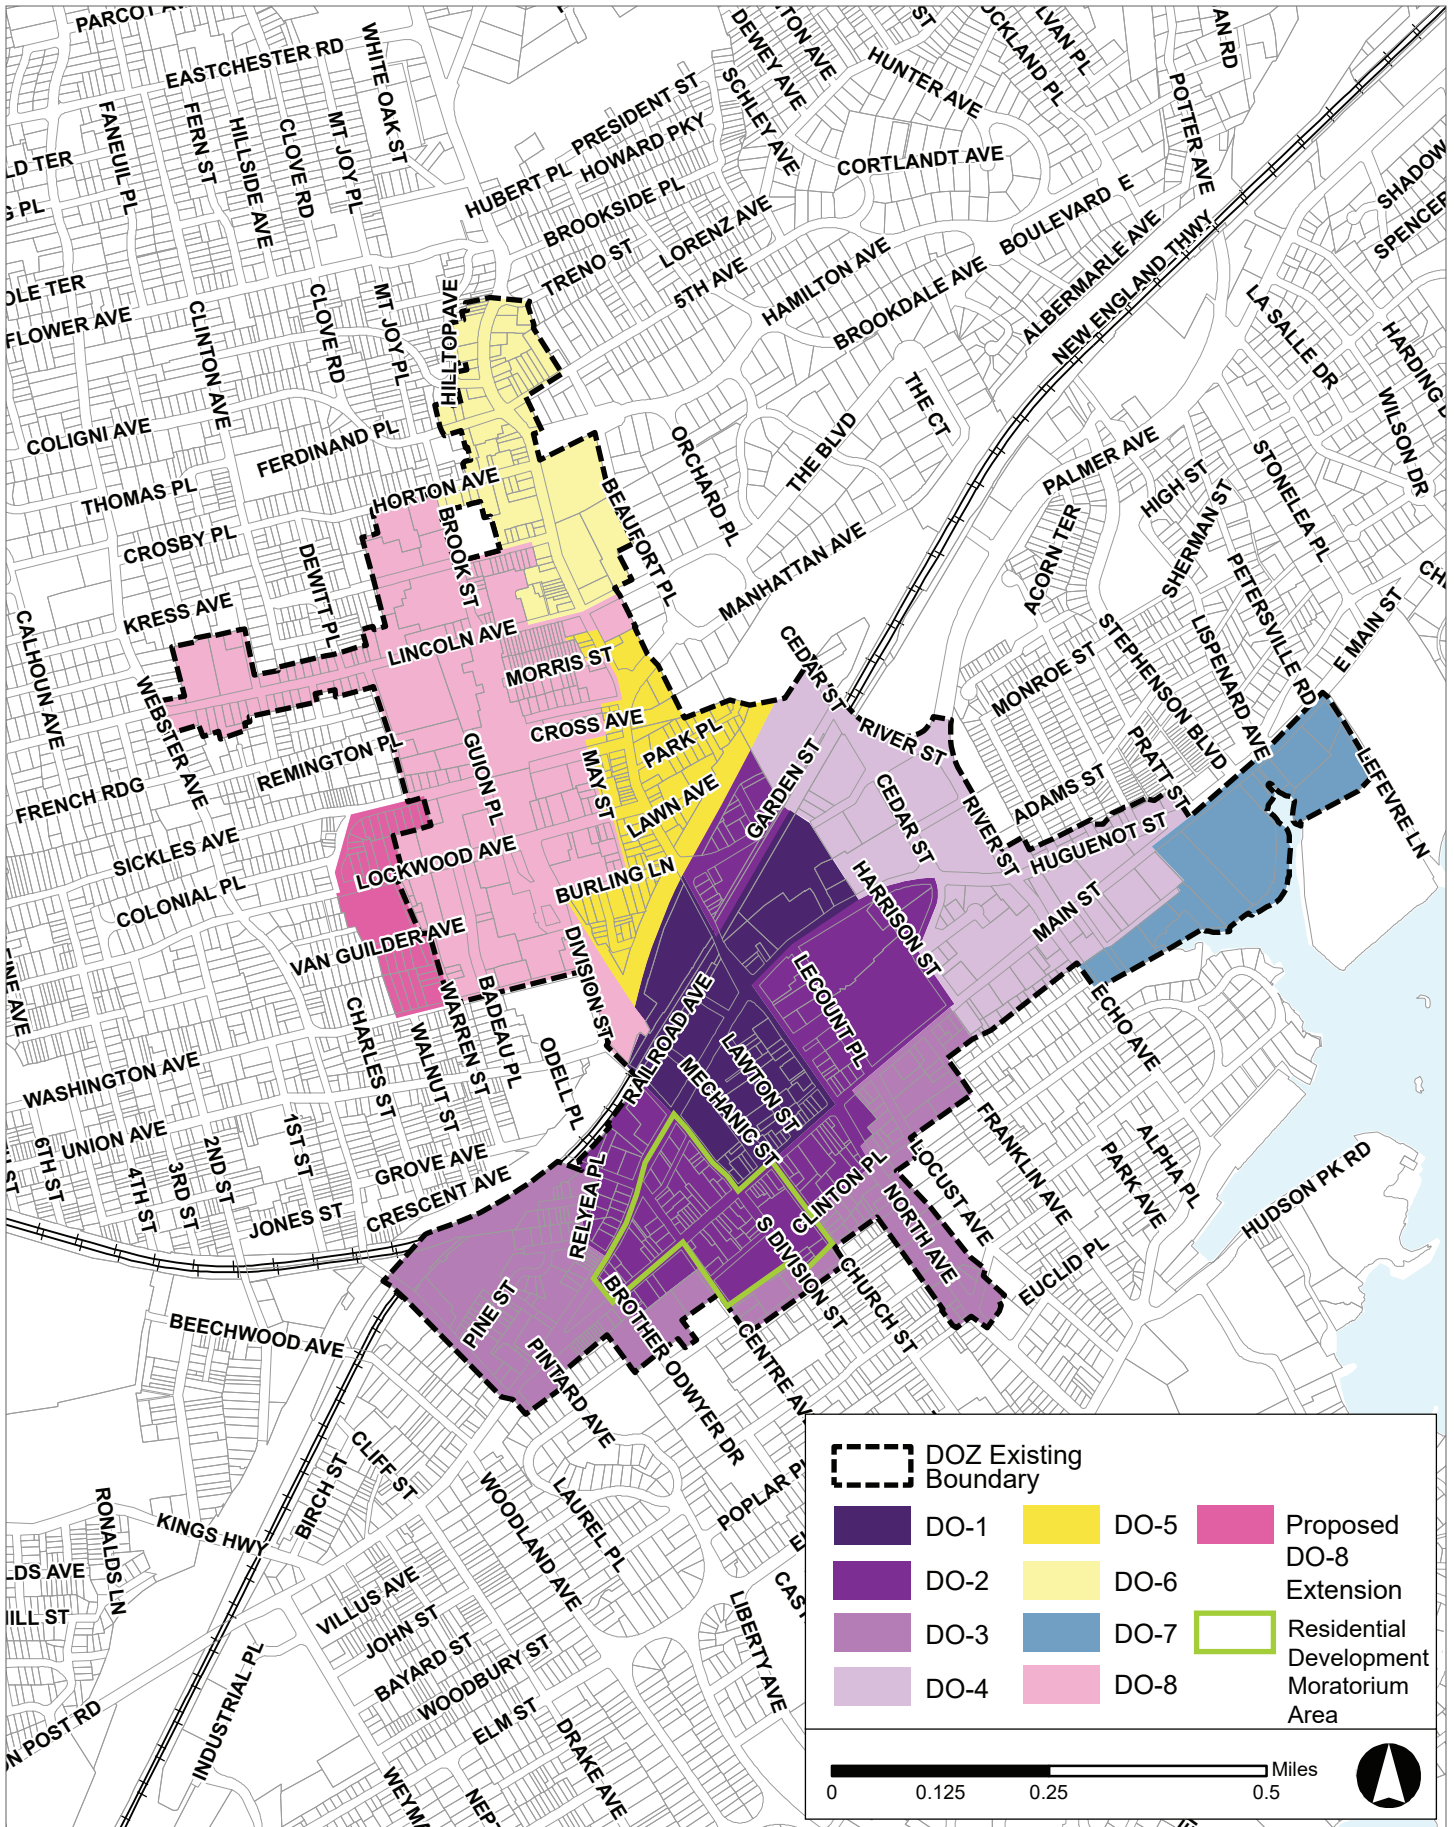 EASTCHESTER RD
WHITE OAK ST
FANEUIL PL
FERN ST
HILLSIDE AVE
CLOVE RD
MT JOY PL
PRESIDENT ST
HOWARD PKY
HUBERT PL
BROOKSIDE PL
TRENO ST
LORENZ AVE
5TH AVE
DEWEY AVE
SCHLEY AVE
HUNTER AVE
CORTLANDT AVE
POTTER AVE
BOULEVARD E
HAMILTON AVE
BROOKDALE AVE
ALBERMARLE AVE
NEW ENGLAND THWY
LD TER
G PL
OLE TER
FLOWER AVE
CLINTON AVE
CLOVE RD
MT JOY PL
HILLTOP AVE
SHADOW
SPENCER
LA SALLE DR
HARDING D
WILSON DR
STONELEA PL
COLIGNI AVE
FERDINAND PL
THOMAS PL
HORTON AVE
CROSBY PL
BROOK ST
BEAUFORT PL
ORCHARD PL
THE BLVD
THE CT
MANHATTAN AVE
PALMER AVE
HIGH ST
SHERMAN ST
ACORN TER
PETERSVILLE RD
LISPENARD AVE
STEPHENSON BLVD
MONROE ST
E MAIN ST
CALHOUN AVE
KRESS AVE
DEWITT PL
LINCOLN AVE
MORRIS ST
WEBSTER AVE
CROSS AVE
PARK PL
CEDAR ST
RIVER ST
GARDEN ST
CEDAR ST
RIVER ST
ADAMS ST
PRATT ST
HUGUENOT ST
LEFEVRE LN
FRENCH RDG
REMINGTON PL
GUION PL
MAY ST
LAWN AVE
SICKLES AVE
LOCKWOOD AVE
BURLING LN
COLONIAL PL
HARRISON ST
MAIN ST
VAN GUILDER AVE
DIVISION ST
LECOUNT PL
ECHO AVE
CHARLES ST
WALNUT ST
WARREN ST
BADEAU PL
ODELL PL
RAILROAD AVE
LAWTON ST
MECHANIC ST
WASHINGTON AVE
UNION AVE
6TH ST
4TH ST
3RD ST
2ND ST
1ST ST
GROVE AVE
CRESCENT AVE
JONES ST
RELYEA PL
CLINTON PL
S DIVISION ST
NORTH AVE
LOCUST AVE
FRANKLIN AVE
PARK AVE
ALPHA PL
HUDSON PK RD
EUCLID PL
CHURCH ST
PINE ST
PINTARD AVE
BROTHER ODWYER DR
CENTRE AV
BEECHWOOD AVE
CLIFF ST
BIRCH ST
KINGS HWY
RONALDS LN
LDS AVE
WOODLAND AVE
LAUREL PL
POPLAR PL
LIBERTY AVE
VILLUS AVE
JOHN ST
BAYARD ST
WOODBURY ST
ELM ST
DRAKE AVE
INDUSTRIAL PL
N POST RD
DOZ Existing
Boundary
DO-1
DO-2
DO-3
DO-4
DO-5
DO-6
DO-7
DO-8
Proposed
DO-8
Extension
Residential
Development
Moratorium
Area
0 0.125 0.25 0.5
Miles